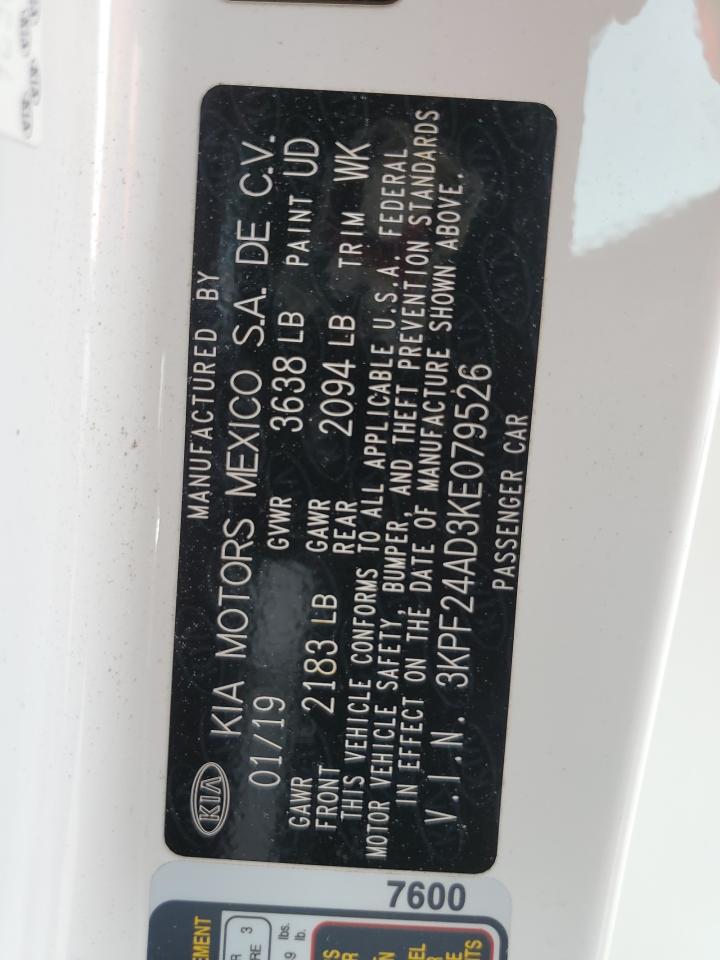 KIA
MANUFACTURED BY
KIA MOTORS MEXICO S.A. DE C.V.
01/19 GVWR 3638 LB PAINT UD
GAWR FRONT 2183 LB GAWR REAR 2094 LB TRIM WK
THIS VEHICLE CONFORMS TO ALL APPLICABLE U.S.A. FEDERAL
MOTOR VEHICLE SAFETY, BUMPER, AND THEFT PREVENTION STANDARDS
IN EFFECT ON THE DATE OF MANUFACTURE SHOWN ABOVE.
V.I.N. 3KPF24AD3KE079526
PASSENGER CAR
7600